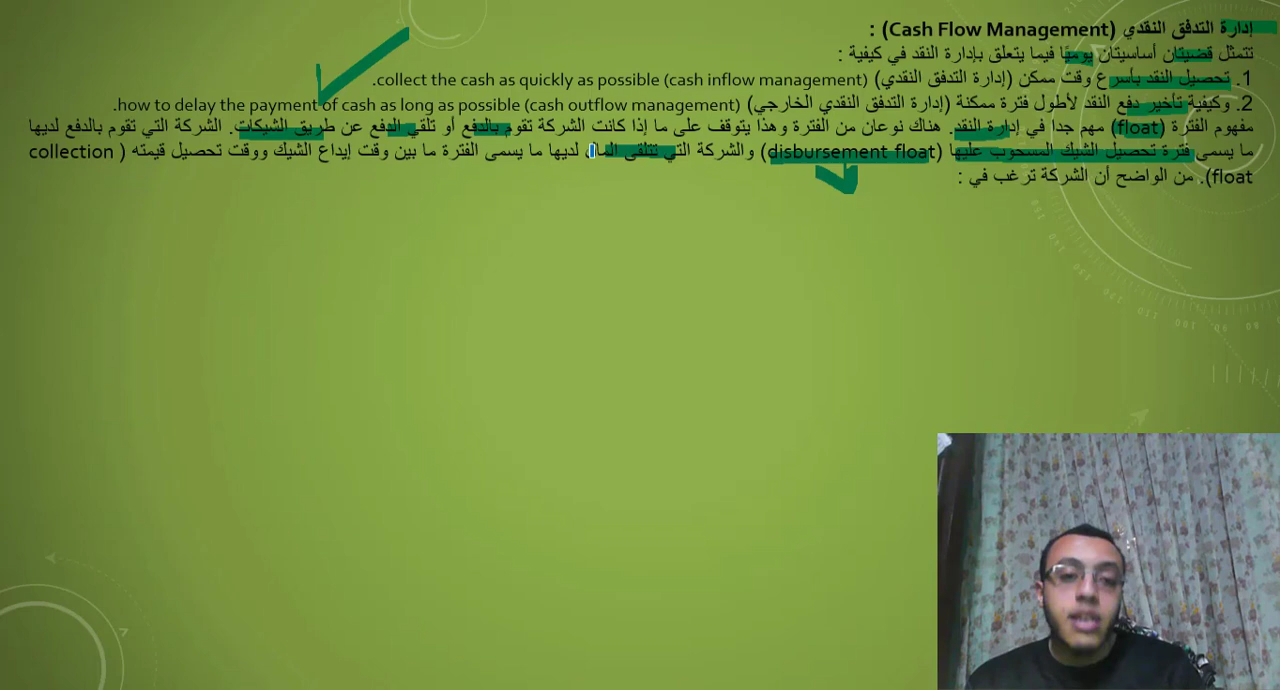 إدارة التدفق النقدي (Cash Flow Management) :
تتمثل قضيتان أساسيتان يوميًا فيما يتعلق بإدارة النقد في كيفية :
1. تحصيل النقد بأسرع وقت ممكن (إدارة التدفق النقدي) collect the cash as quickly as possible (cash inflow management).
2. وكيفية تأخير دفع النقد لأطول فترة ممكنة (إدارة التدفق النقدي الخارجي) how to delay the payment of cash as long as possible (cash outflow management).
مفهوم الفترة (float) مهم جدا في إدارة النقد. هناك نوعان من الفترة وهذا يتوقف على ما إذا كانت الشركة تقوم بالدفع أو تلقي الدفع عن طريق الشيكات. الشركة التي تقوم بالدفع لديها
ما يسمى فترة تحصيل الشيك المسحوب عليها (disbursement float) والشركة التي تتلقى المال لديها ما يسمى الفترة ما بين وقت إيداع الشيك ووقت تحصيل قيمته ( collection
float). من الواضح أن الشركة ترغب في :